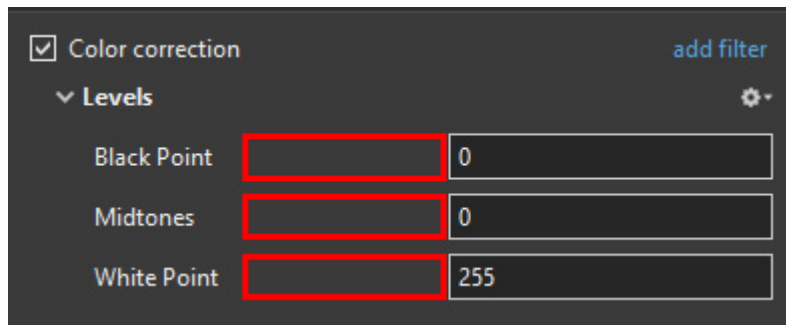 Color correction add filter
Levels
Black Point 0
Midtones 0
White Point 255